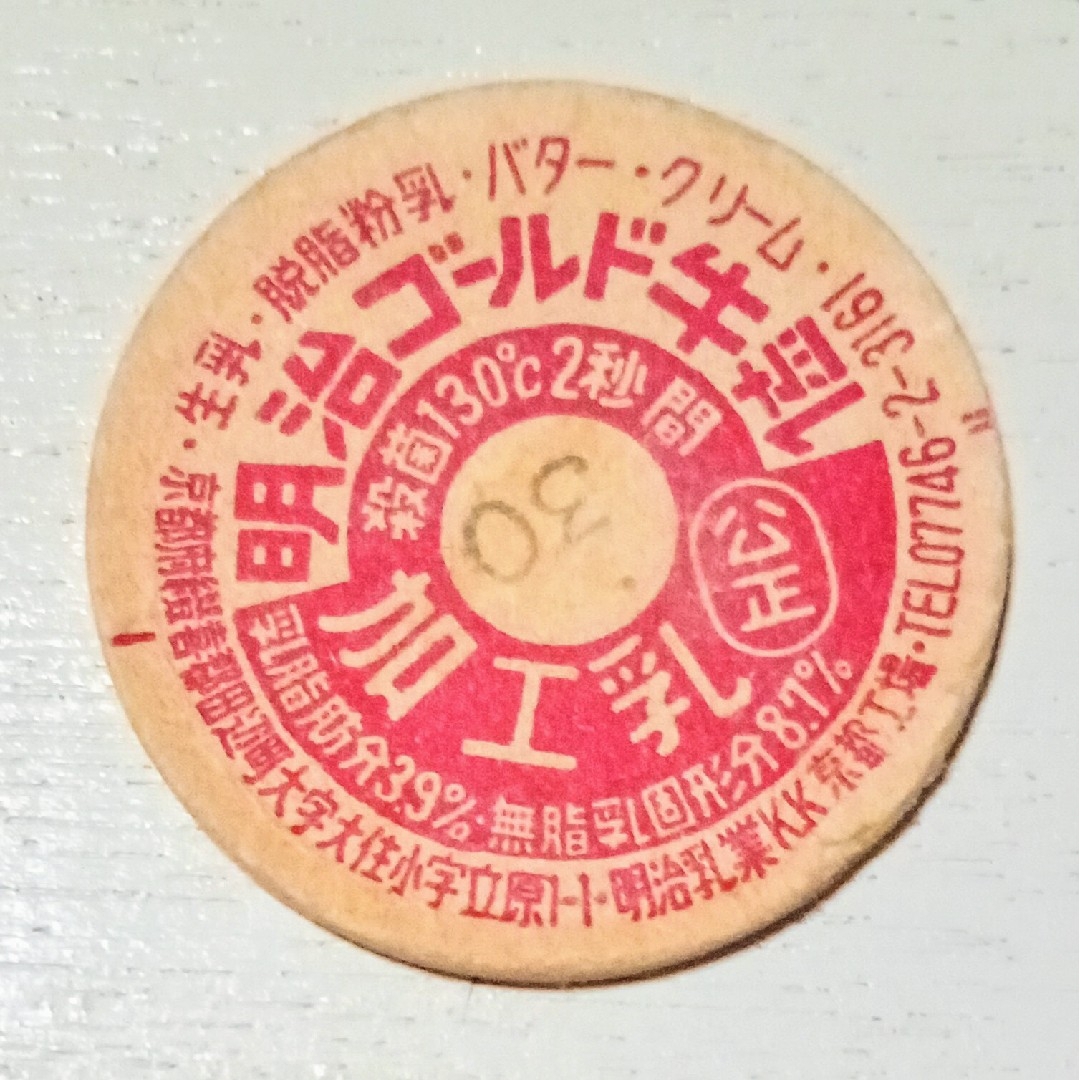 生乳・脱脂粉乳・バター・クリーム・
明治ゴールド牛乳
殺菌130℃2秒間
公正
加工乳
乳脂肪分3.9%・無脂乳固形分8.7%
京都府綴喜郡田辺町大字大住小字立原1-1・明治乳業KK京都工場・TEL07746-2-3161
30